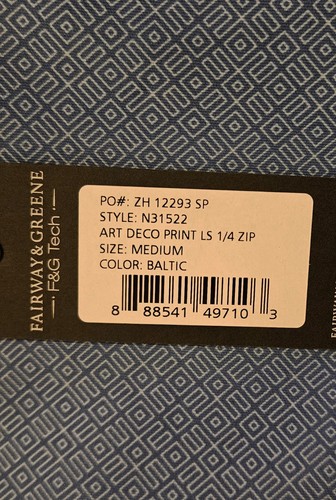 FAIRWAY & GREENE
F&G Tech
PO#: ZH 12293 SP
STYLE: N31522
ART DECO PRINT LS 1/4 ZIP
SIZE: MEDIUM
COLOR: BALTIC
8 88541 49710 3